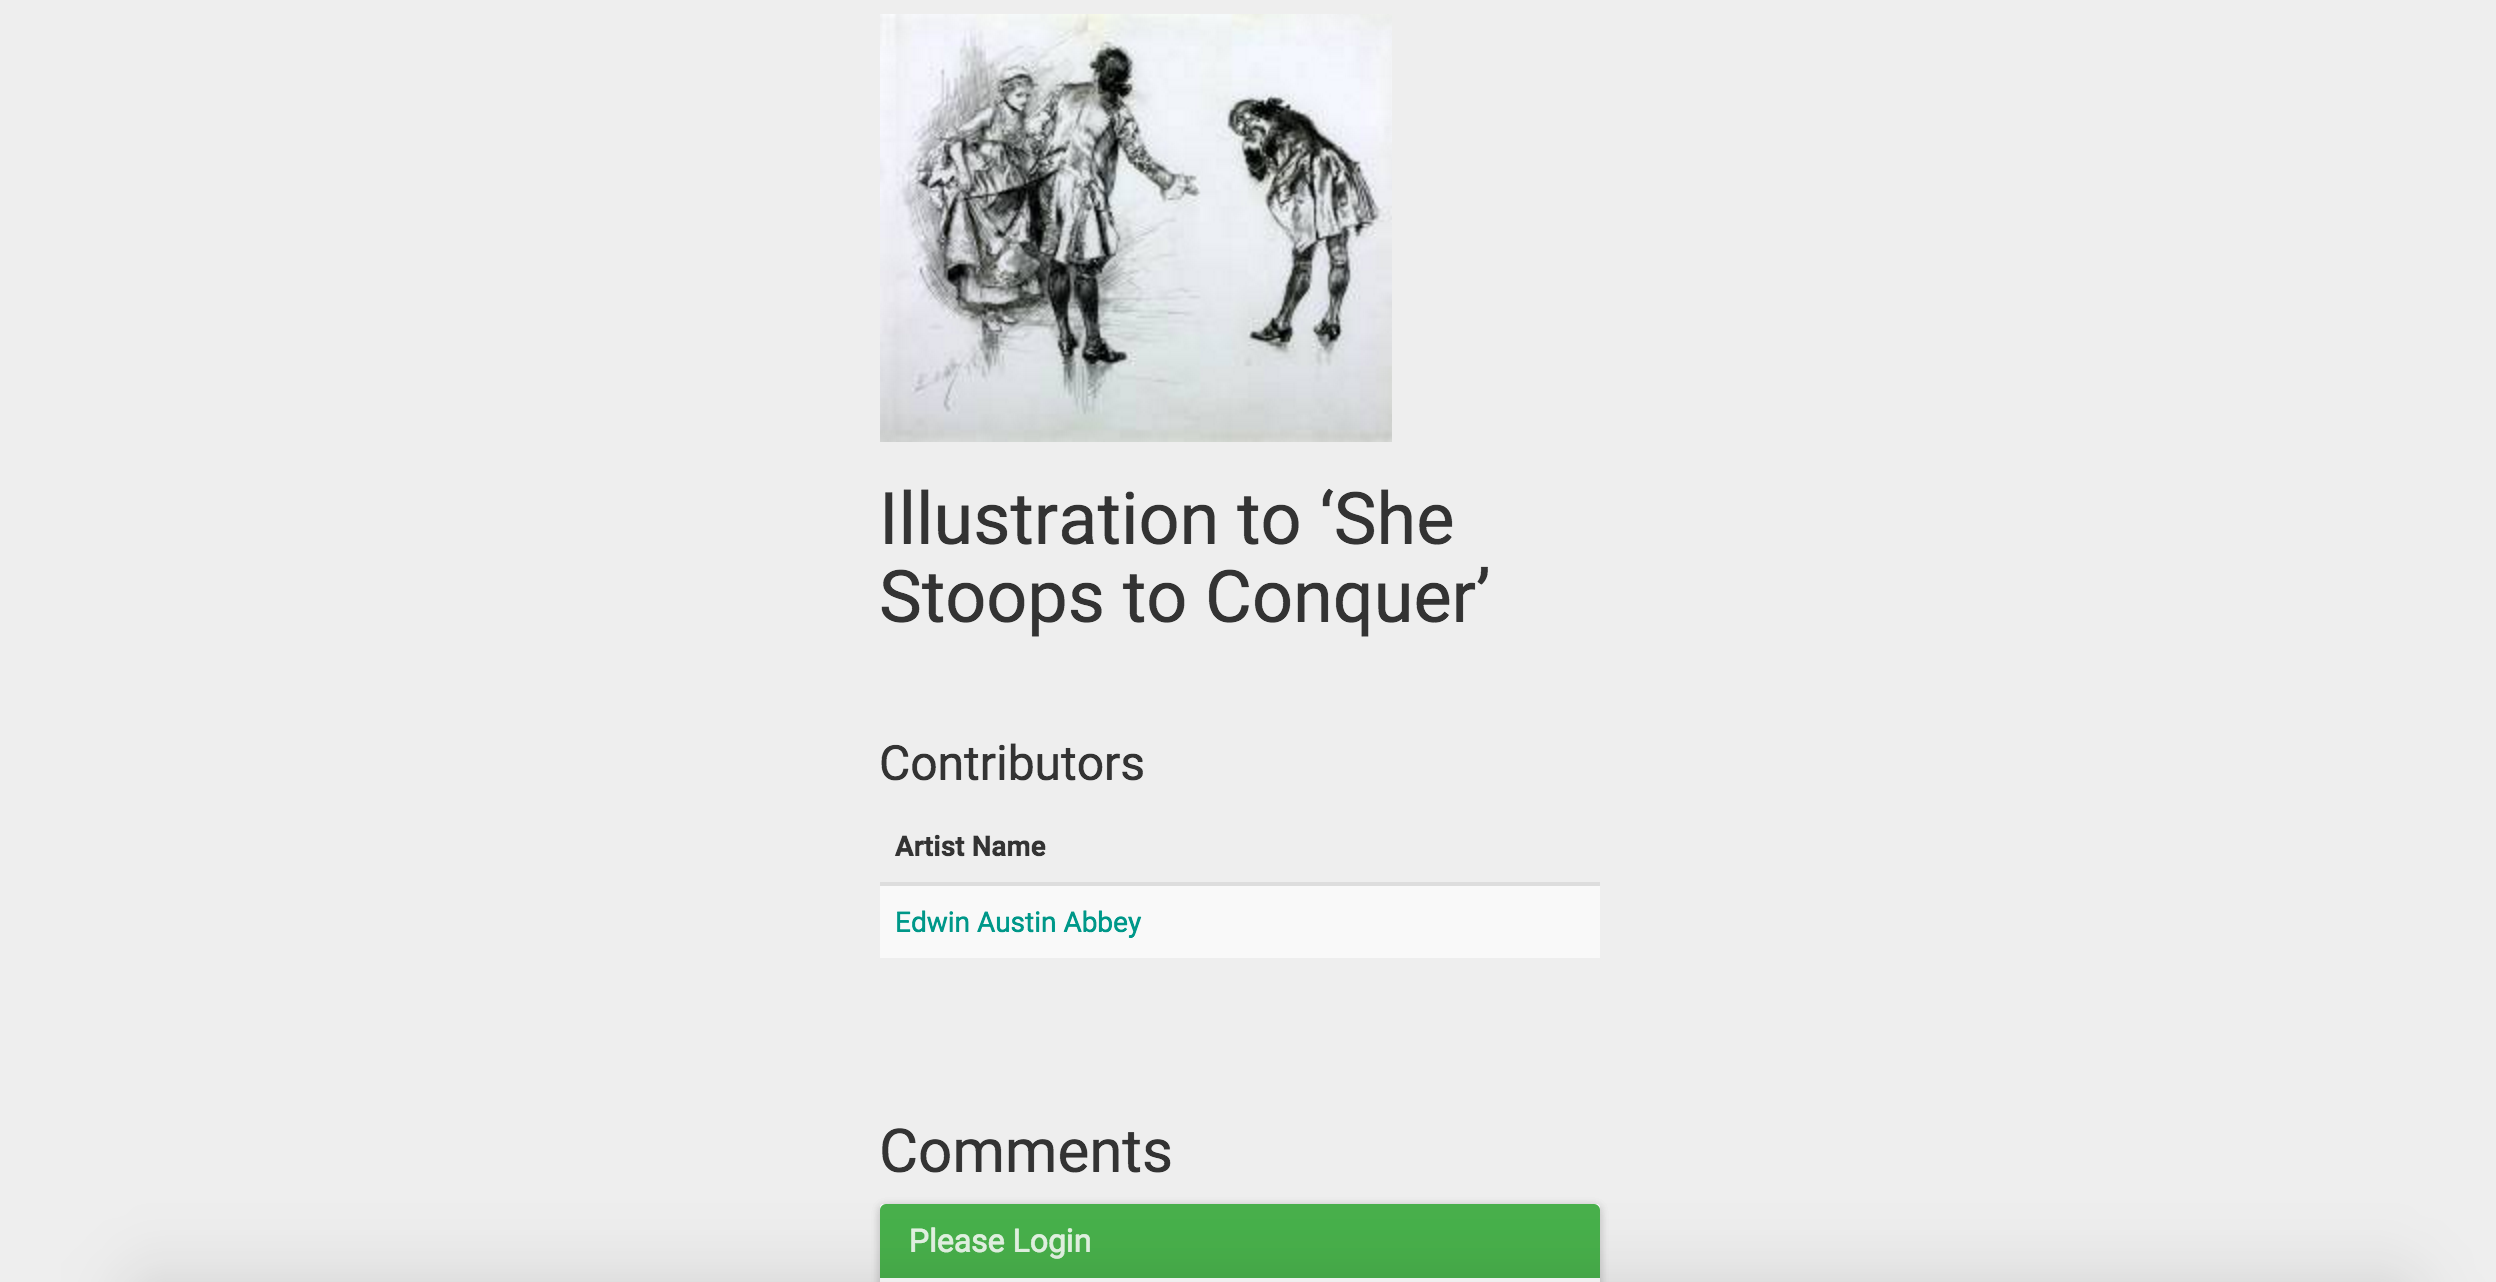 Illustration to ‘She
Stoops to Conquer’
Contributors
Artist Name
Edwin Austin Abbey
Comments
Please Login